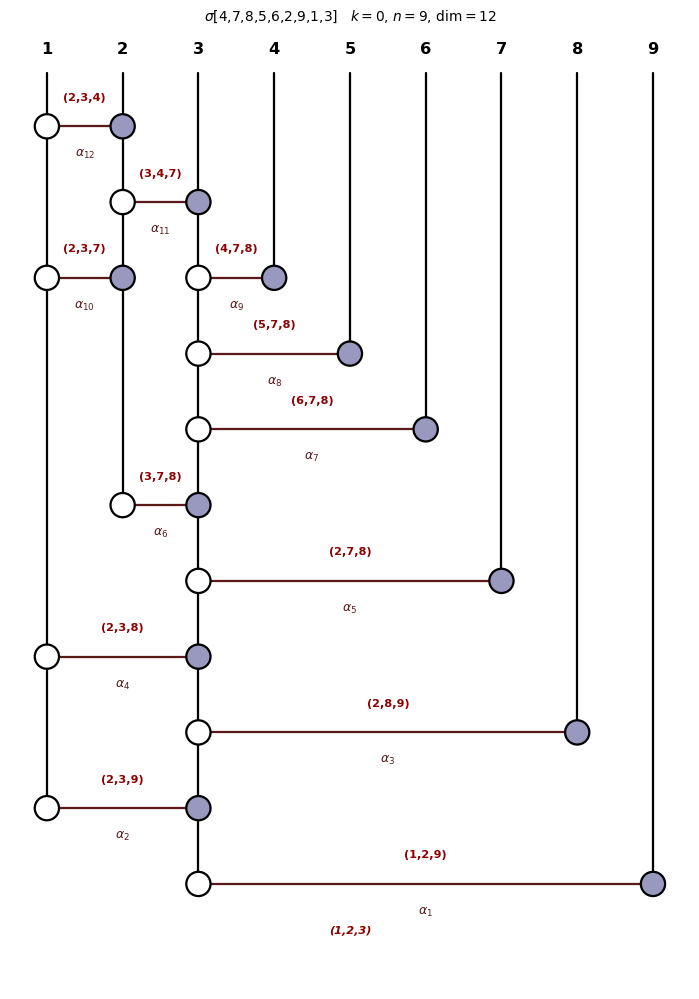 σ[4,7,8,5,6,2,9,1,3]   k = 0, n = 9, dim = 12
1 2 3 4 5 6 7 8 9
(2,3,4)
α₁₂
(3,4,7)
α₁₁
(2,3,7) (4,7,8)
α₁₀ α₉
(5,7,8)
α₈
(6,7,8)
α₇
(3,7,8)
α₆
(2,7,8)
α₅
(2,3,8)
α₄
(2,8,9)
α₃
(2,3,9)
α₂
(1,2,9)
α₁
(1,2,3)